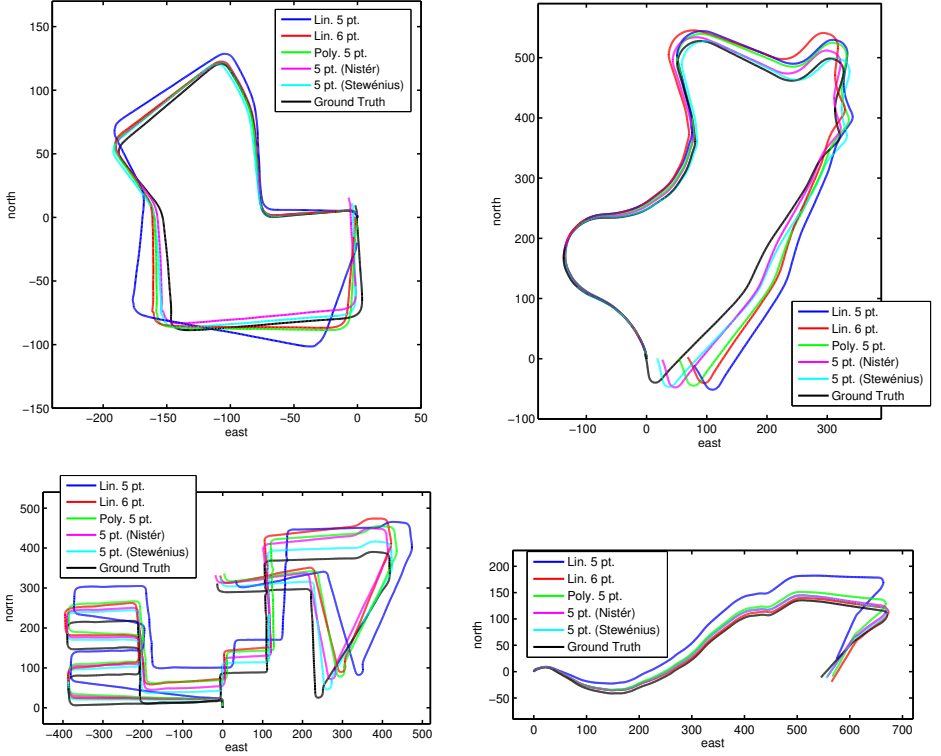 Lin. 5 pt.
Lin. 6 pt.
Poly. 5 pt.
5 pt. (Nistér)
5 pt. (Stewénius)
Ground Truth
150
100
50
0
−50
−100
−150
north
−200
−150
−100
−50
0
50
east
500
400
300
200
100
0
−100
north
−100
0
100
200
300
east
Lin. 5 pt.
Lin. 6 pt.
Poly. 5 pt.
5 pt. (Nistér)
5 pt. (Stewénius)
Ground Truth
Lin. 5 pt.
Lin. 6 pt.
Poly. 5 pt.
5 pt. (Nistér)
5 pt. (Stewénius)
Ground Truth
500
400
300
200
100
0
north
−400
−300
−200
−100
0
100
200
300
400
500
east
Lin. 5 pt.
Lin. 6 pt.
Poly. 5 pt.
5 pt. (Nistér)
5 pt. (Stewénius)
Ground Truth
200
150
100
50
0
−50
north
0
100
200
300
400
500
600
700
east